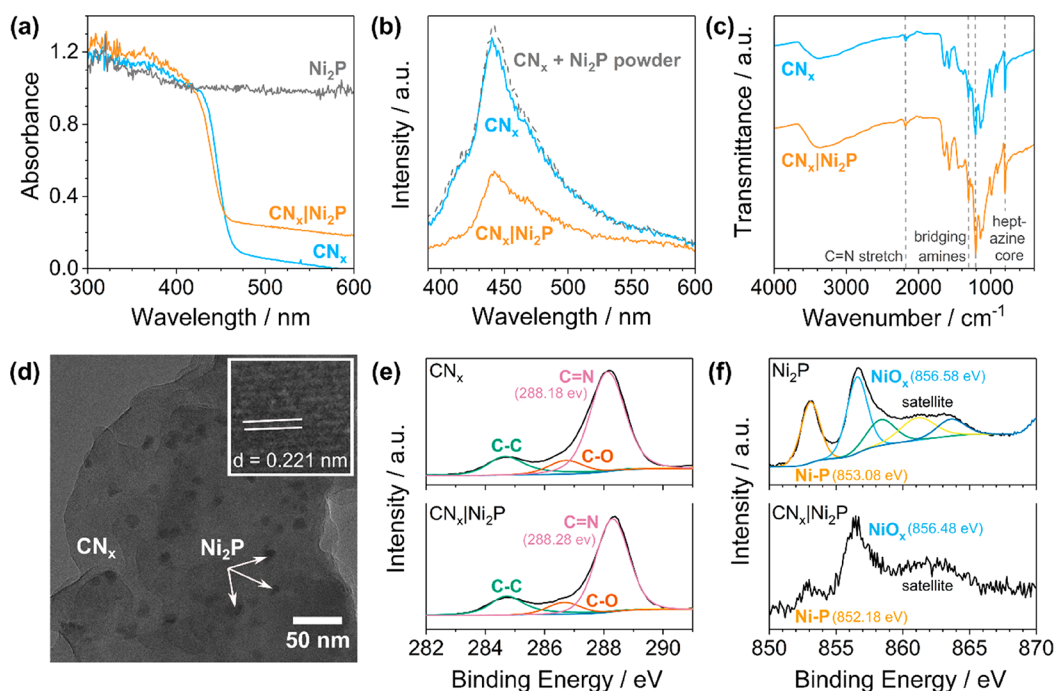 (a)
Absorbance
1.2
0.8
0.4
0.0
Ni₂P
CNₓ|Ni₂P
CNₓ
300 400 500 600
Wavelength / nm
(b)
Intensity / a.u.
CNₓ + Ni₂P powder
CNₓ
CNₓ|Ni₂P
400 450 500 550 600
Wavelength / nm
(c)
Transmittance / a.u.
CNₓ
CNₓ|Ni₂P
C=N stretch
bridging
amines
hept-
azine
core
4000 3000 2000 1000
Wavenumber / cm⁻¹
(d)
d = 0.221 nm
CNₓ
Ni₂P
50 nm
(e)
Intensity / a.u.
CNₓ
C=N
(288.18 ev)
C-C
C-O
CNₓ|Ni₂P
C=N
(288.28 ev)
C-C
C-O
282 284 286 288 290
Binding Energy / eV
(f)
Intensity / a.u.
Ni₂P
NiOₓ (856.58 eV)
satellite
Ni-P (853.08 eV)
CNₓ|Ni₂P
NiOₓ (856.48 eV)
satellite
Ni-P (852.18 eV)
850 855 860 865 870
Binding Energy / eV